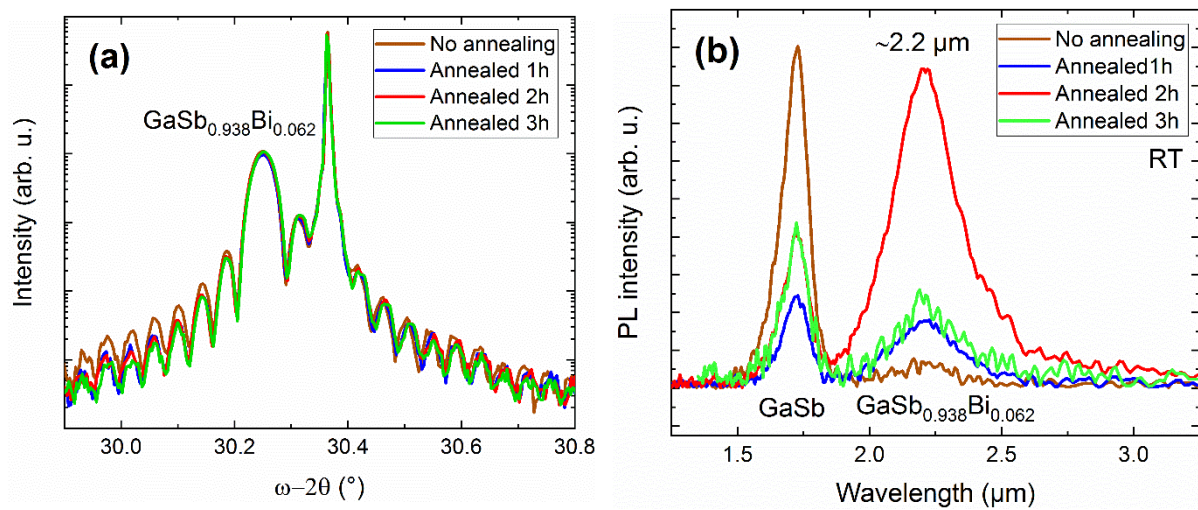 (a)
No annealing
Annealed 1h
Annealed 2h
Annealed 3h
GaSb0.938Bi0.062
Intensity (arb. u.)
30.0 30.2 30.4 30.6 30.8
ω−2θ (°)
(b)
~2.2 µm
No annealing
Annealed1h
Annealed 2h
Annealed 3h
RT
PL intensity (arb. u.)
GaSb GaSb0.938Bi0.062
1.5 2.0 2.5 3.0
Wavelength (µm)